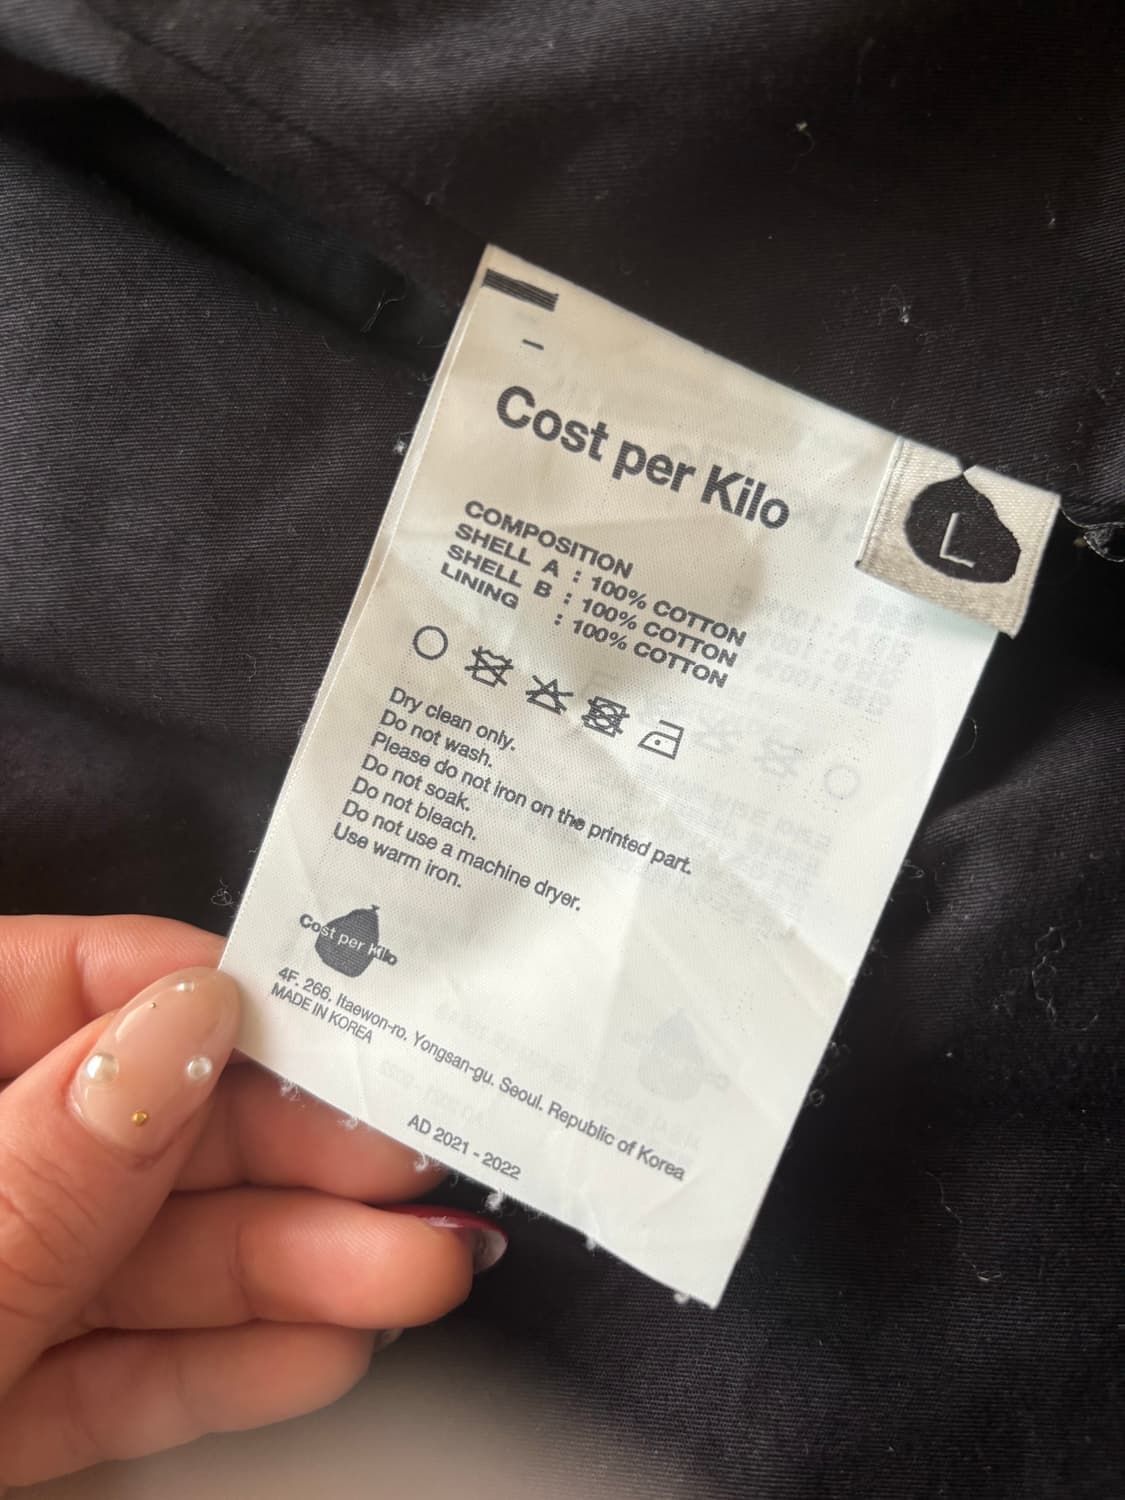 Cost per Kilo
L
COMPOSITION
SHELL A : 100% COTTON
SHELL B : 100% COTTON
LINING : 100% COTTON
Dry clean only.
Do not wash.
Please do not iron on the printed part.
Do not soak.
Do not bleach.
Do not use a machine dryer.
Use warm iron.
Cost per Kilo
4F. 266. Itaewon-ro. Yongsan-gu. Seoul. Republic of Korea
MADE IN KOREA
AD 2021 - 2022